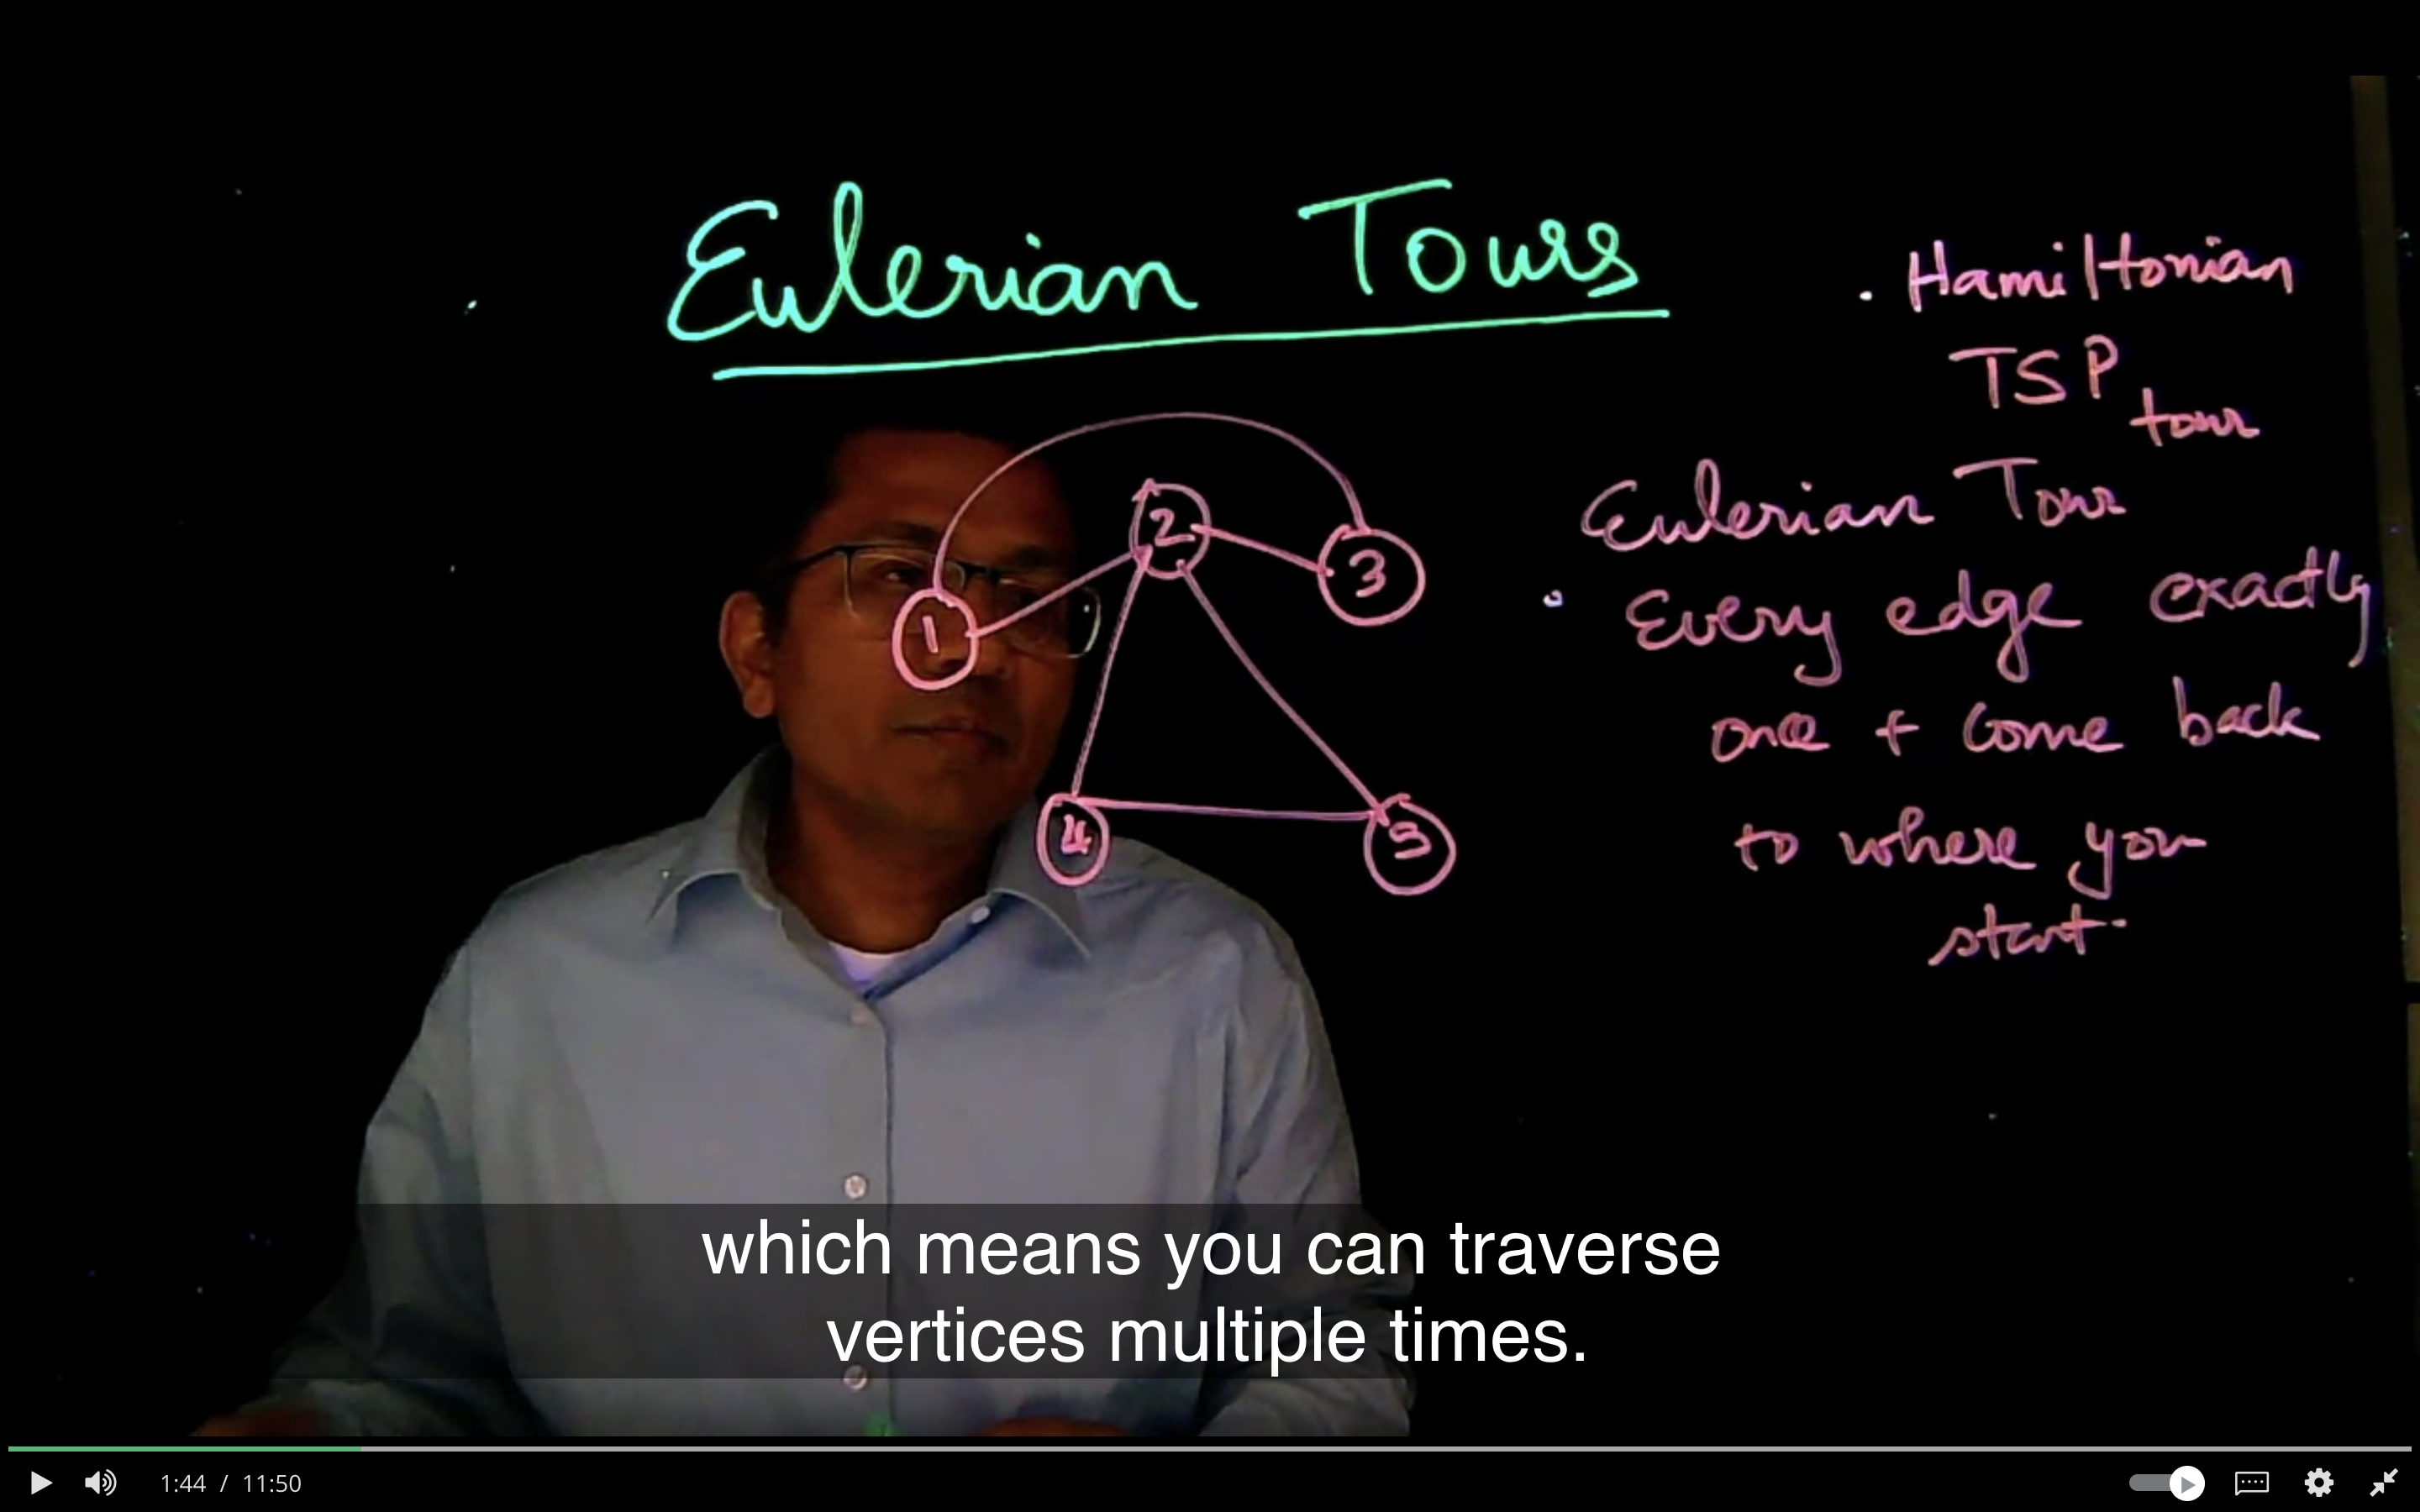 Eulerian Tours
. Hamiltonian
TSP
tour
Eulerian Tour
. Every edge exactly
once + come back
to where you
start.
2
3
1
4
5
which means you can traverse
vertices multiple times.
1:44 / 11:50